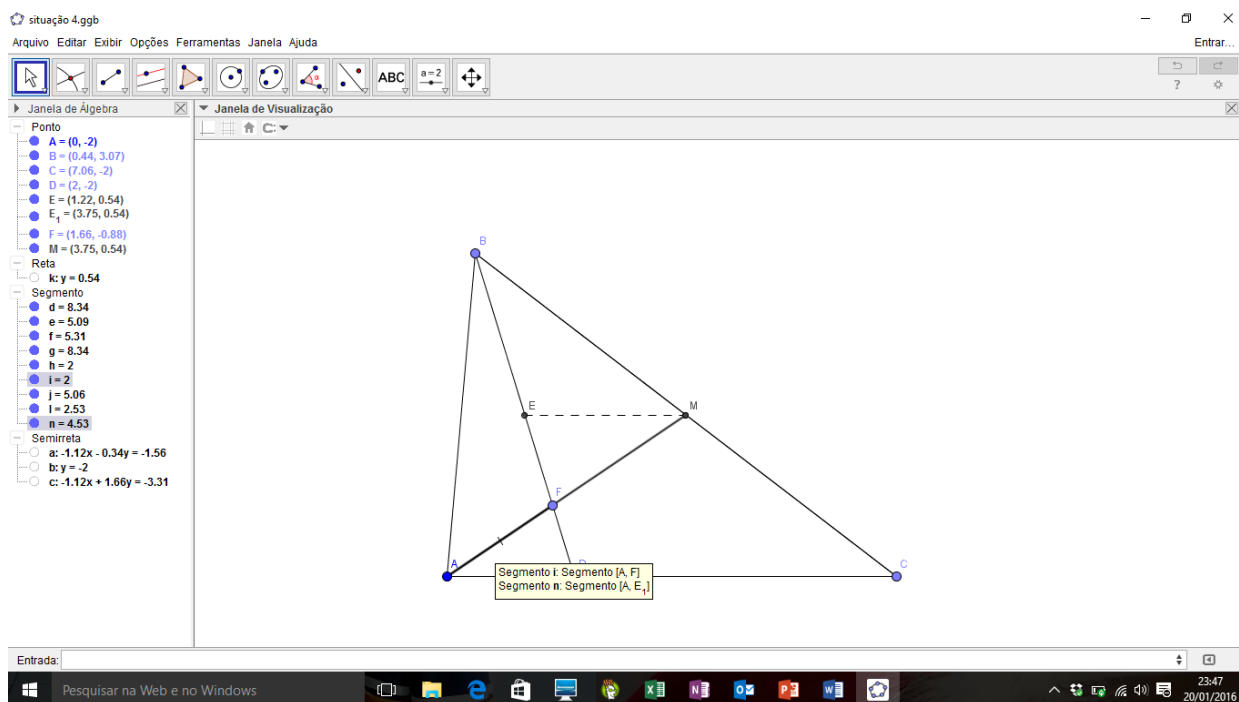 situação 4.ggb
Arquivo Editar Exibir Opções Ferramentas Janela Ajuda
Entrar...
ABC
a = 2
Janela de Álgebra
Janela de Visualização
Ponto
A = (0, -2)
B = (0.44, 3.07)
C = (7.06, -2)
D = (2, -2)
E = (1.22, 0.54)
E1 = (3.75, 0.54)
F = (1.66, -0.88)
M = (3.75, 0.54)
Reta
k: y = 0.54
Segmento
d = 8.34
e = 5.09
f = 5.31
g = 8.34
h = 2
i = 2
j = 5.06
l = 2.53
n = 4.53
Semirreta
a: -1.12x - 0.34y = -1.56
b: y = -2
c: -1.12x + 1.66y = -3.31
B
E
M
F
A
C
Segmento i: Segmento [A, F]
Segmento n: Segmento [A, E1]
Entrada:
Pesquisar na Web e no Windows
23:47
20/01/2016